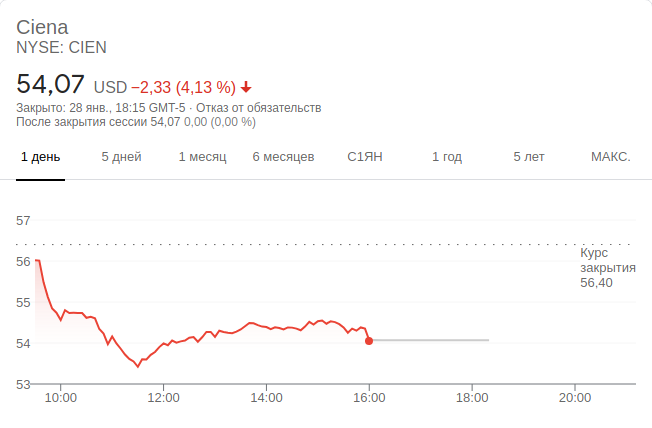 Ciena
NYSE: CIEN
54,07 USD −2,33 (4,13 %)
Закрыто: 28 янв., 18:15 GMT-5 · Отказ от обязательств
После закрытия сессии 54,07 0,00 (0,00 %)
1 день 5 дней 1 месяц 6 месяцев С1ЯН 1 год 5 лет МАКС.
57
Курс
56
закрытия
56,40
55
54
53
10:00 12:00 14:00 16:00 18:00 20:00